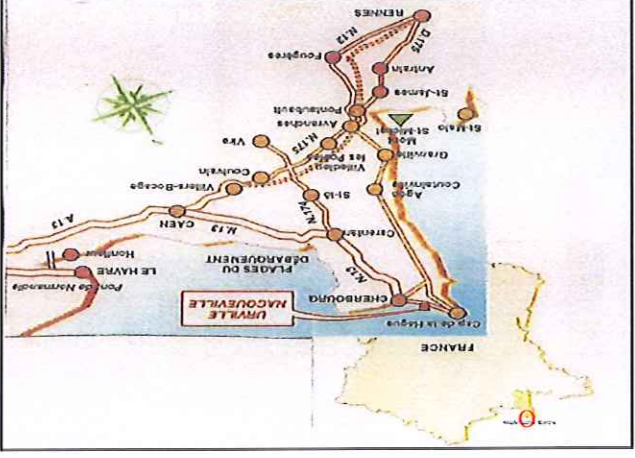 FRANCE
Cap de la Hague
URVILLE
NACQUEVILLE
CHERBOURG
Pont de Normandie
LE HAVRE
N.13
PLAGES DU
DÉBARQUEMENT
Honfleur
Carentan
N.13
CAEN
A.13
N.174
St-lô
Agon
Coutainville
Villers-Bocage
Coulvain
Granville
Villedieu
les Poêles
N.175
Vire
Mont
St-Michel
Avranches
St-Malo
Pontaubault
St-James
Antrain
Fougères
D.175
N.12
RENNES